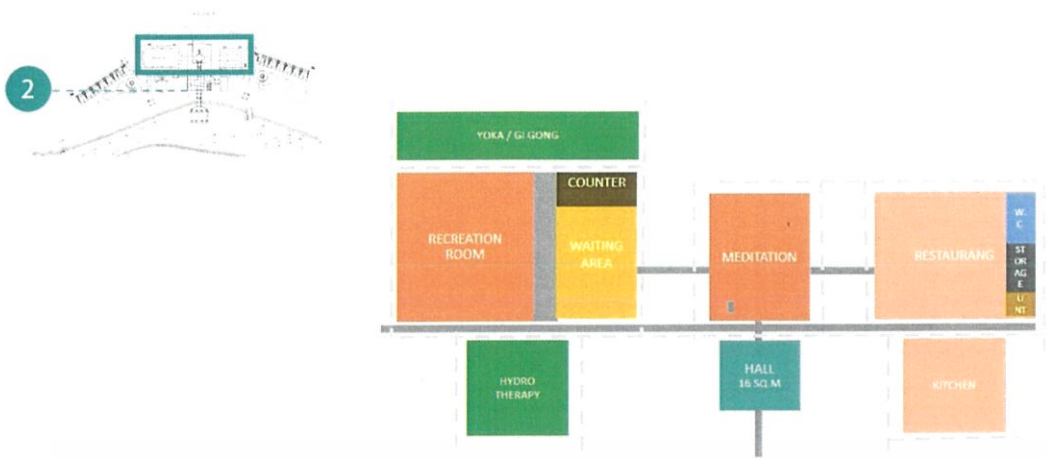 2
YOKA / GI GONG
COUNTER
RECREATION
ROOM
WAITING
AREA
MEDITATION
RESTAURANG
W.
C
ST
OR
AG
E
U
NT
HYDRO
THERAPY
HALL
16 SQ.M
KITCHEN